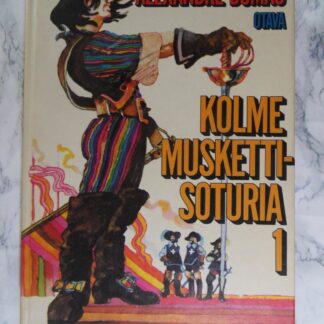 ALEXANDRE DUMAS
OTAVA
KOLME
MUSKETTI-
SOTURIA
1